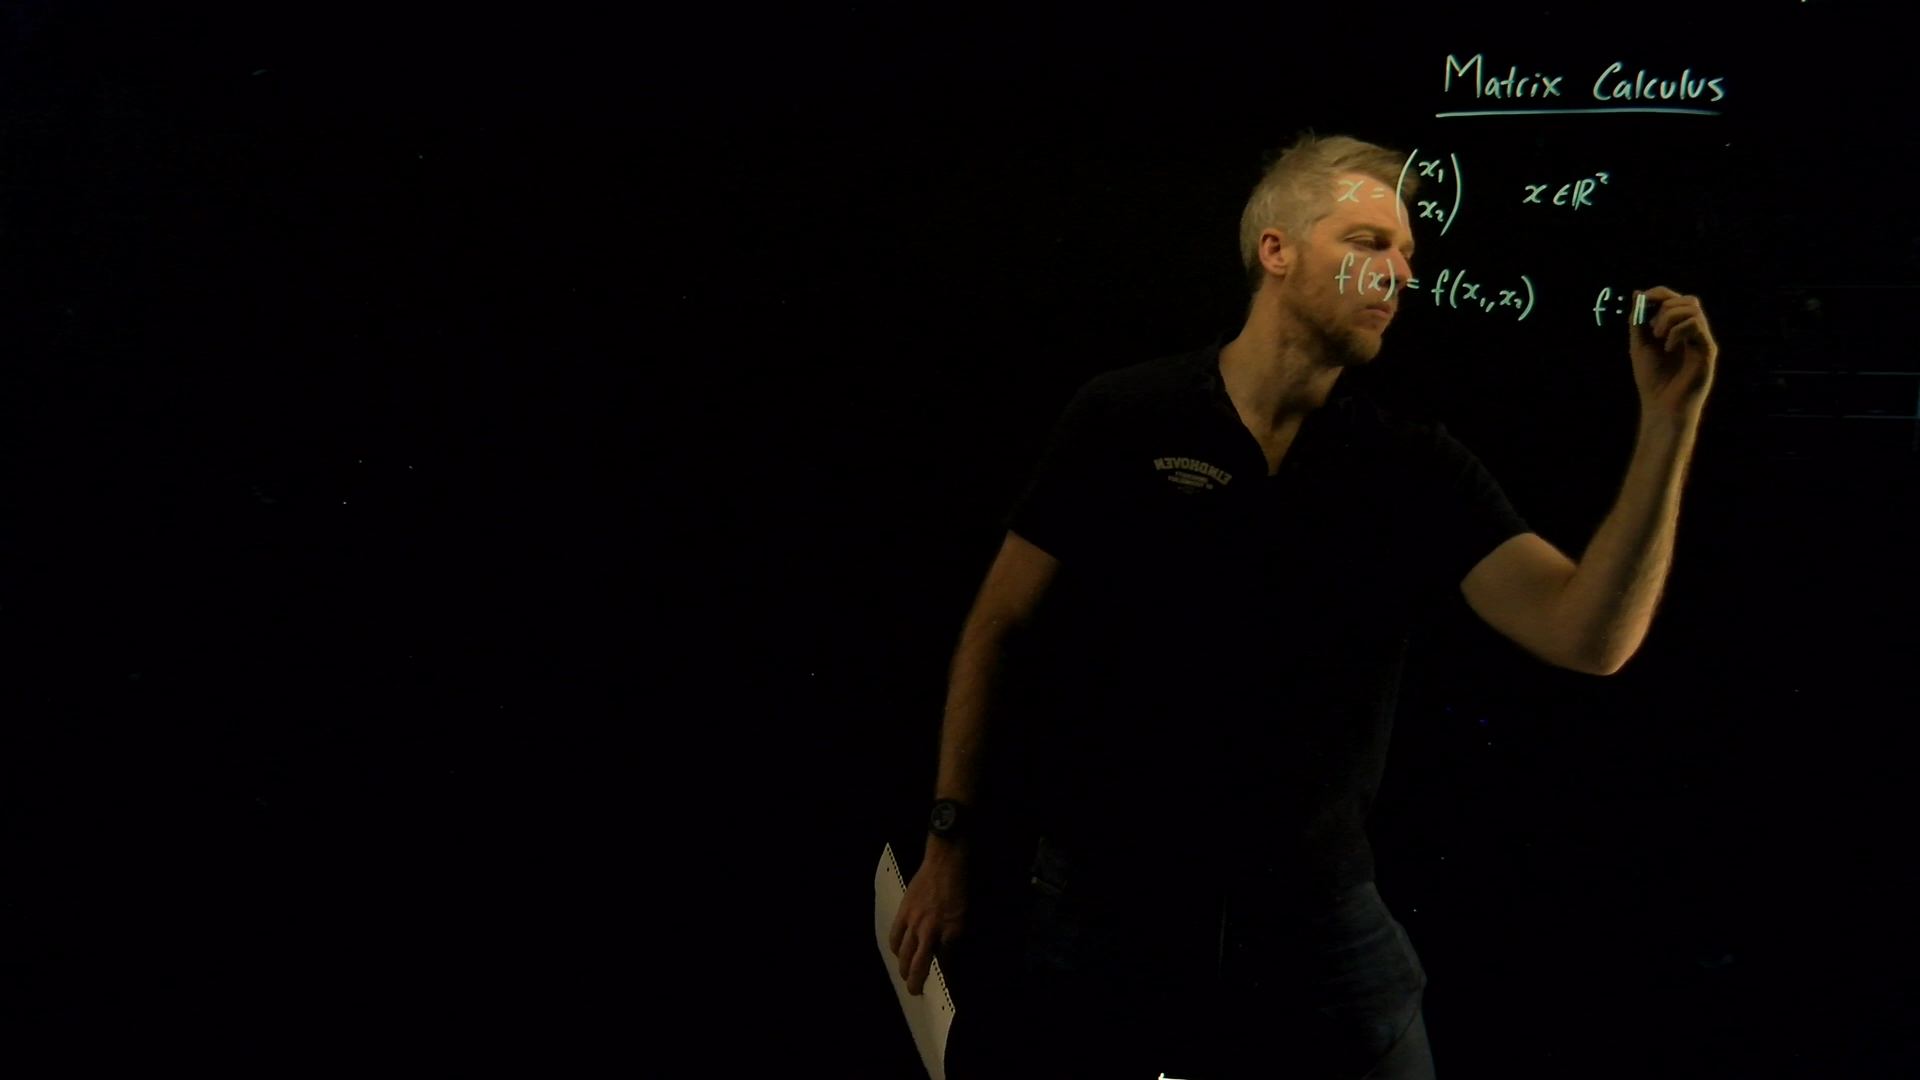 Matrix Calculus
x = (x₁ x₂) x ∈ ℝ²
f(x) = f(x₁, x₂) f:
EINDHOVEN